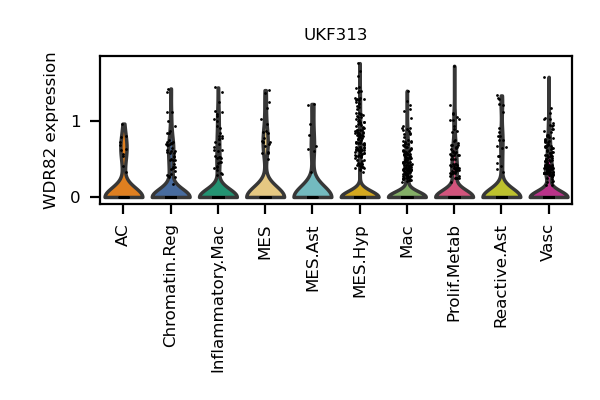 UKF313
WDR82 expression
1
0
AC
Chromatin.Reg
Inflammatory.Mac
MES
MES.Ast
MES.Hyp
Mac
Prolif.Metab
Reactive.Ast
Vasc